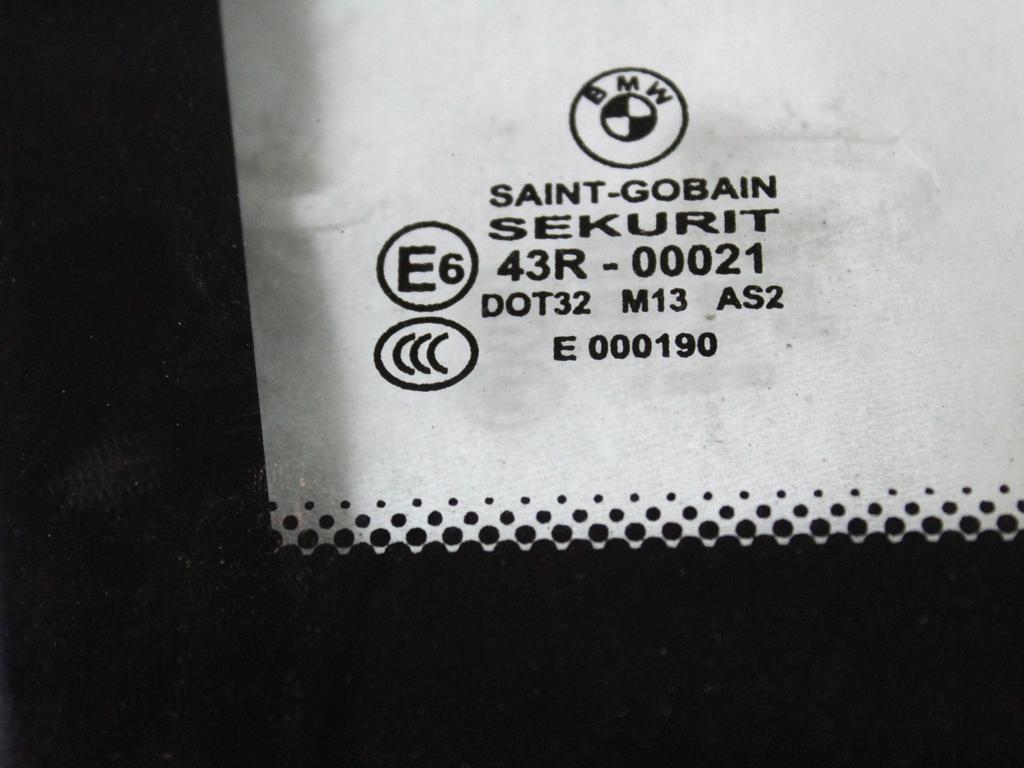 BMW
SAINT-GOBAIN
SEKURIT
E6 43R - 00021
DOT32 M13 AS2
CCC E 000190